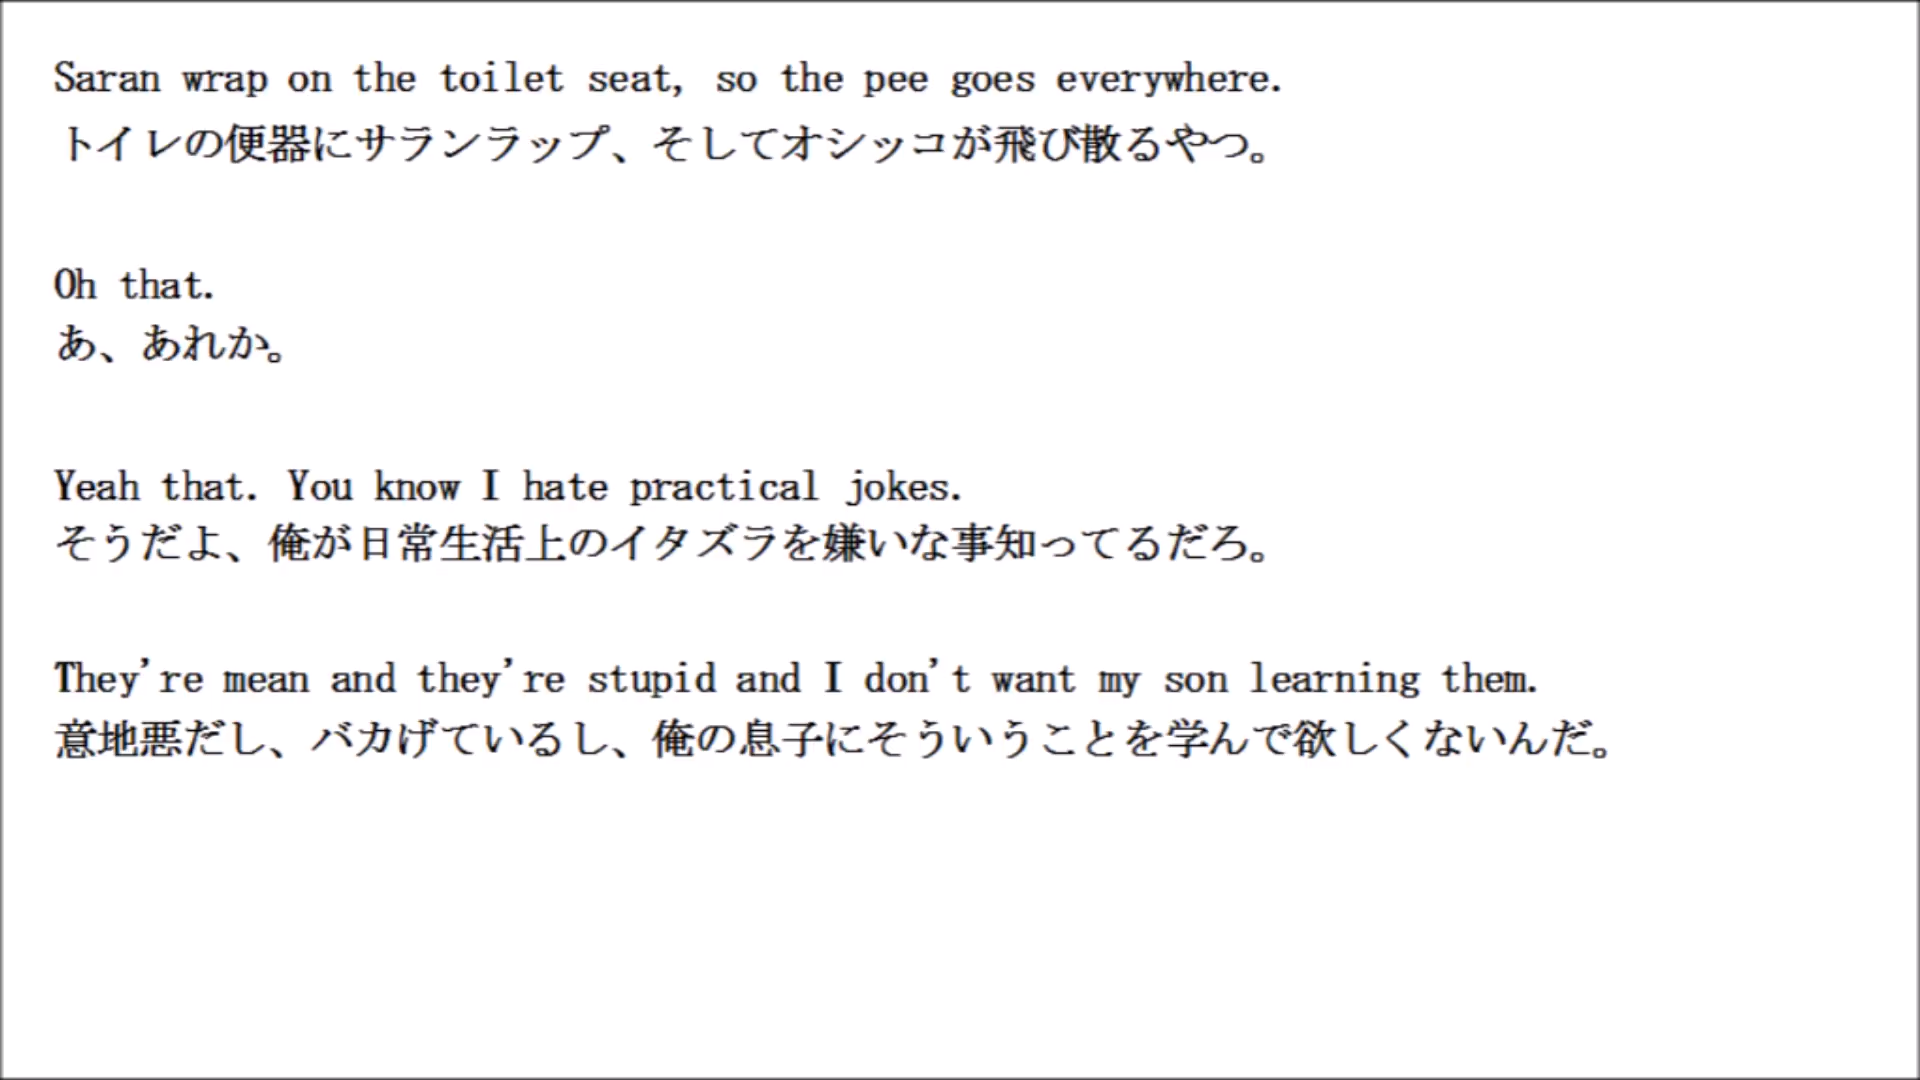 Saran wrap on the toilet seat, so the pee goes everywhere.
トイレの便器にサランラップ、そしてオシッコが飛び散るやつ。
Oh that.
あ、あれか。
Yeah that. You know I hate practical jokes.
そうだよ、俺が日常生活上のイタズラを嫌いな事知ってるだろ。
They're mean and they're stupid and I don't want my son learning them.
意地悪だし、バカげているし、俺の息子にそういうことを学んで欲しくないんだ。